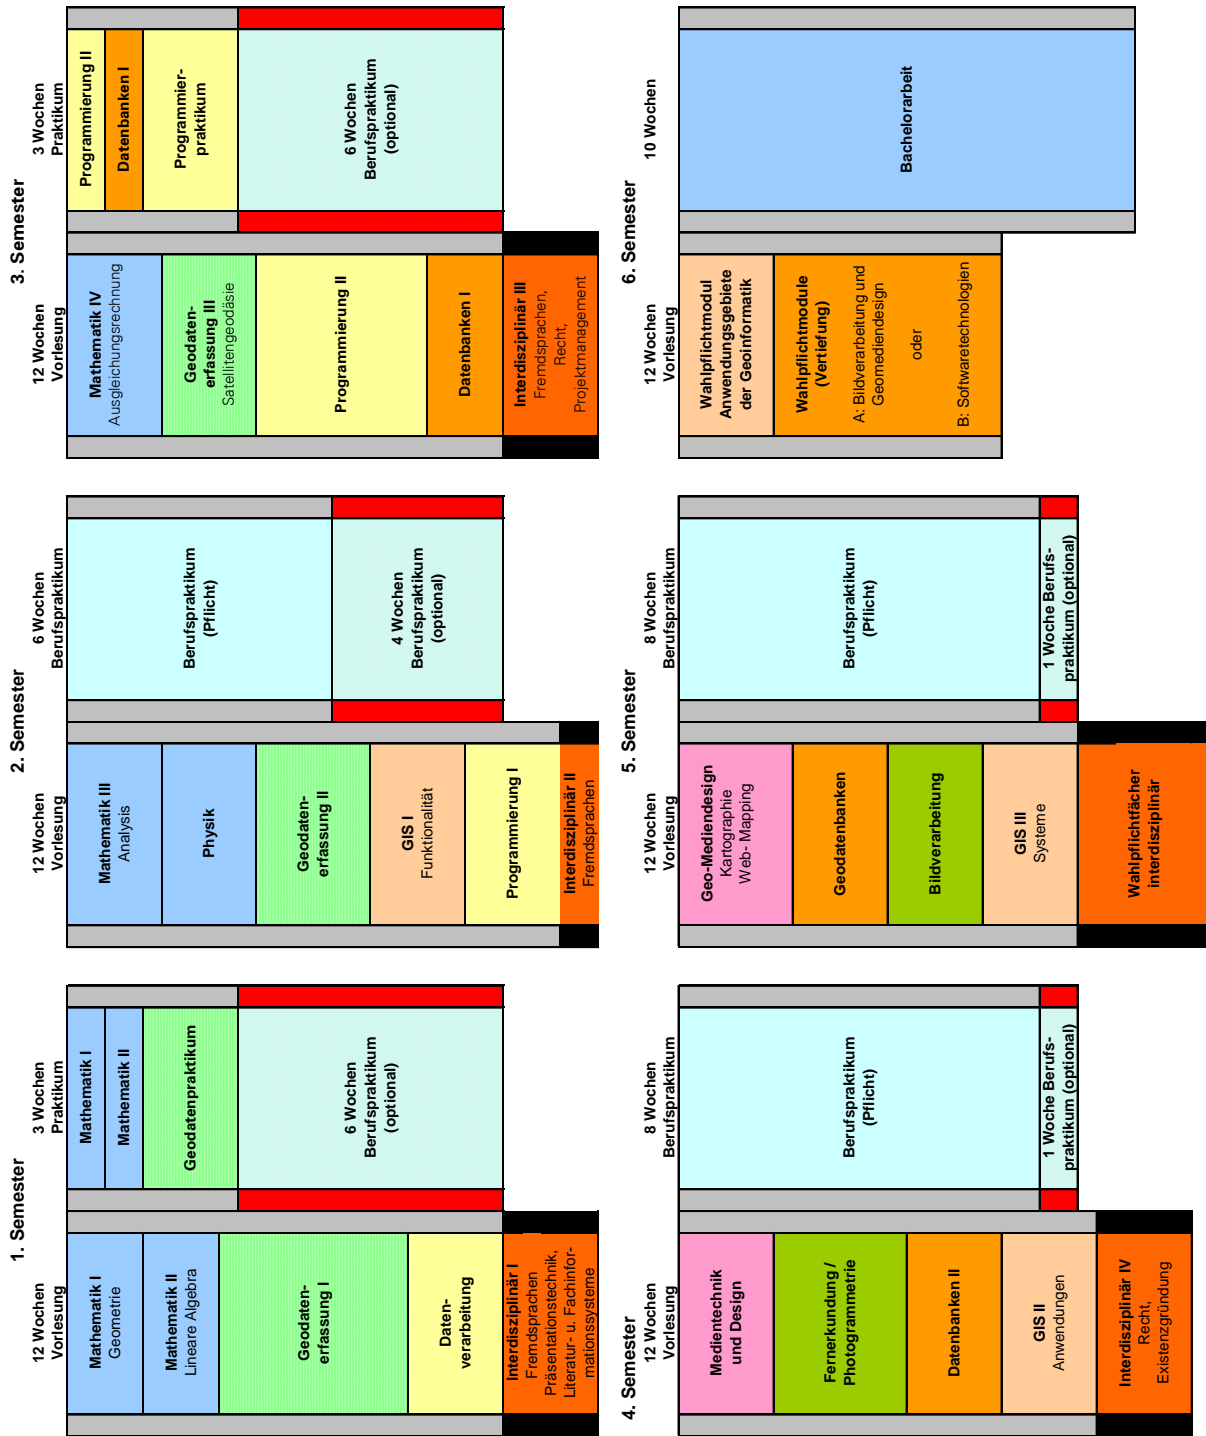 1. Semester
12 Wochen
Vorlesung
3 Wochen
Praktikum
Mathematik I
Geometrie
Mathematik II
Lineare Algebra
Geodaten-
erfassung I
Daten-
verarbeitung
Interdisziplinär I
Fremdsprachen
Präsentationstechnik,
Literatur- u. Fachinfor-
mationssysteme
Mathematik I
Mathematik II
Geodatenpraktikum
6 Wochen
Berufspraktikum
(optional)
2. Semester
12 Wochen
Vorlesung
6 Wochen
Berufspraktikum
Mathematik III
Analysis
Physik
Geodaten-
erfassung II
GIS I
Funktionalität
Programmierung I
Interdisziplinär II
Fremdsprachen
Berufspraktikum
(Pflicht)
4 Wochen
Berufspraktikum
(optional)
3. Semester
12 Wochen
Vorlesung
3 Wochen
Praktikum
Mathematik IV
Ausgleichungsrechnung
Geodaten-
erfassung III
Satellitengeodäsie
Programmierung II
Datenbanken I
Interdisziplinär III
Fremdsprachen,
Recht,
Projektmanagement
Programmierung II
Datenbanken I
Programmier-
praktikum
6 Wochen
Berufspraktikum
(optional)
4. Semester
12 Wochen
Vorlesung
8 Wochen
Berufspraktikum
Medientechnik
und Design
Fernerkundung /
Photogrammetrie
Datenbanken II
GIS II
Anwendungen
Interdisziplinär IV
Recht,
Existenzgründung
Berufspraktikum
(Pflicht)
1 Woche Berufs-
praktikum (optional)
5. Semester
12 Wochen
Vorlesung
8 Wochen
Berufspraktikum
Geo-Mediendesign
Kartographie
Web- Mapping
Geodatenbanken
Bildverarbeitung
GIS III
Systeme
Wahlpflichtfächer
interdisziplinär
Berufspraktikum
(Pflicht)
1 Woche Berufs-
praktikum (optional)
6. Semester
12 Wochen
Vorlesung
10 Wochen
Wahlpflichtmodul
Anwendungsgebiete
der Geoinformatik
Wahlpflichtmodule
(Vertiefung)
A: Bildverarbeitung und
Geomediendesign
oder
B: Softwaretechnologien
Bachelorarbeit